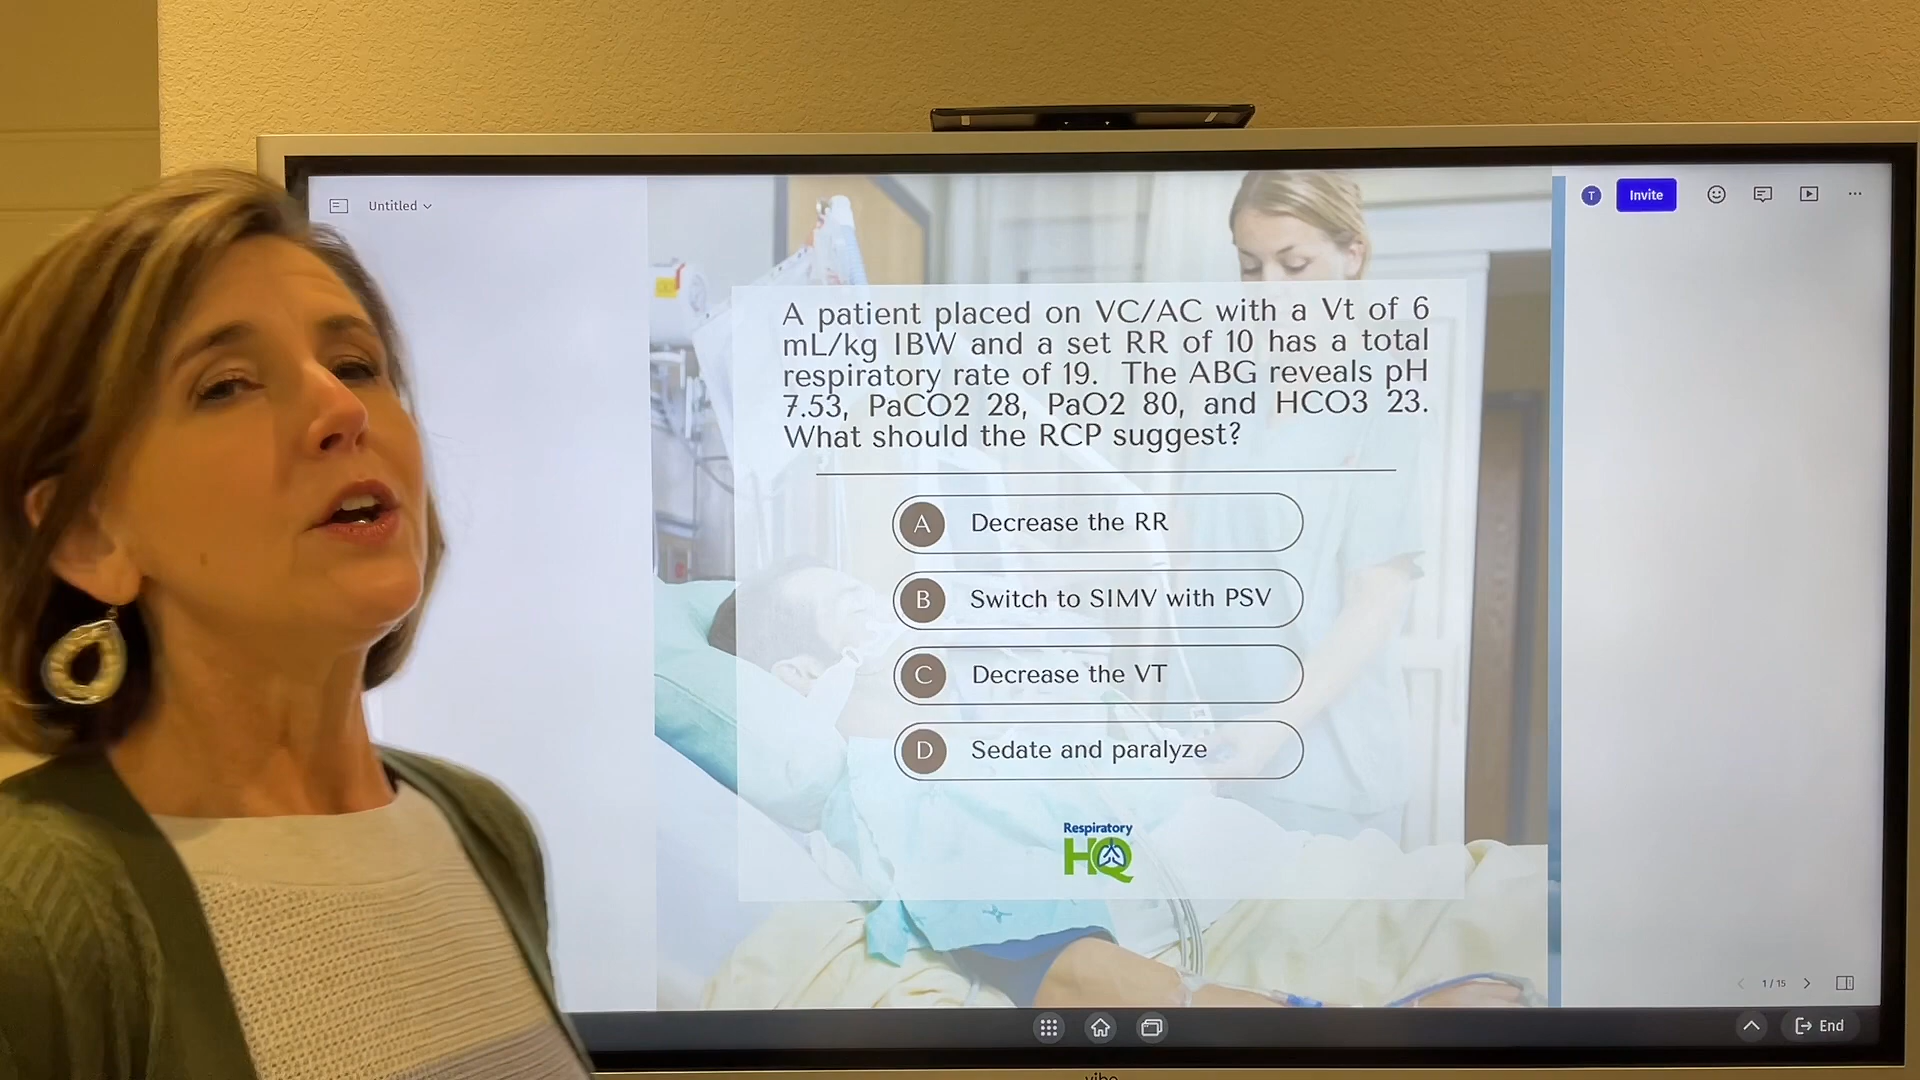 Untitled
T
Invite
A patient placed on VC/AC with a Vt of 6
mL/kg IBW and a set RR of 10 has a total
respiratory rate of 19. The ABG reveals pH
7.53, PaCO2 28, PaO2 80, and HCO3 23.
What should the RCP suggest?
A Decrease the RR
B Switch to SIMV with PSV
C Decrease the VT
D Sedate and paralyze
Respiratory
HQ
1 / 15
End
vibe